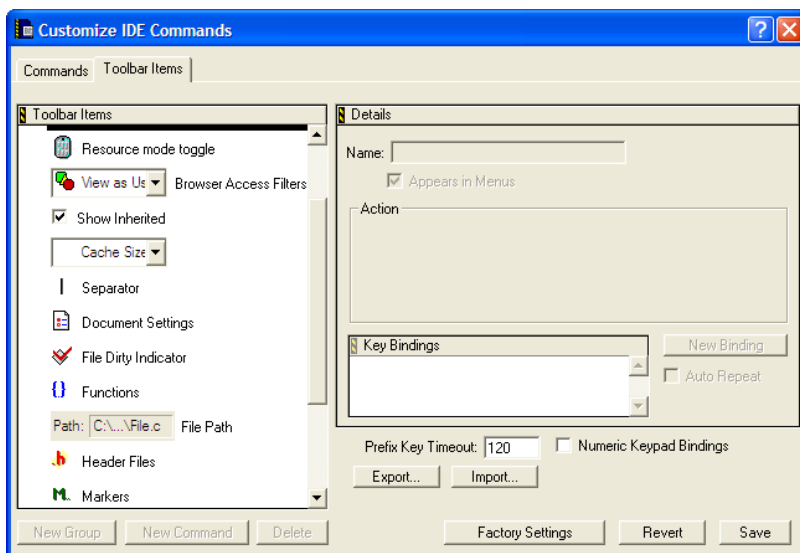 Customize IDE Commands
Commands Toolbar Items
Toolbar Items
Resource mode toggle
View as Us Browser Access Filters
Show Inherited
Cache Size
Separator
Document Settings
File Dirty Indicator
{} Functions
Path: C:\...\File.c File Path
.h Header Files
M.. Markers
Details
Name:
Appears in Menus
Action
Key Bindings
New Binding
Auto Repeat
Prefix Key Timeout: 120 Numeric Keypad Bindings
Export... Import...
New Group New Command Delete Factory Settings Revert Save